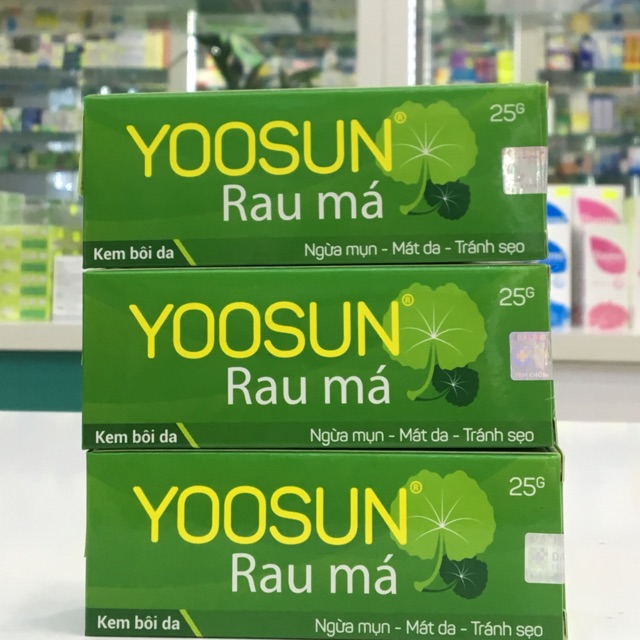 YOOSUN®
25G
Rau má
Kem bôi da
Ngừa mụn - Mát da - Tránh sẹo
YOOSUN®
25G
Rau má
Kem bôi da
Ngừa mụn - Mát da - Tránh sẹo
YOOSUN®
25G
Rau má
Kem bôi da
Ngừa mụn - Mát da - Tránh sẹo